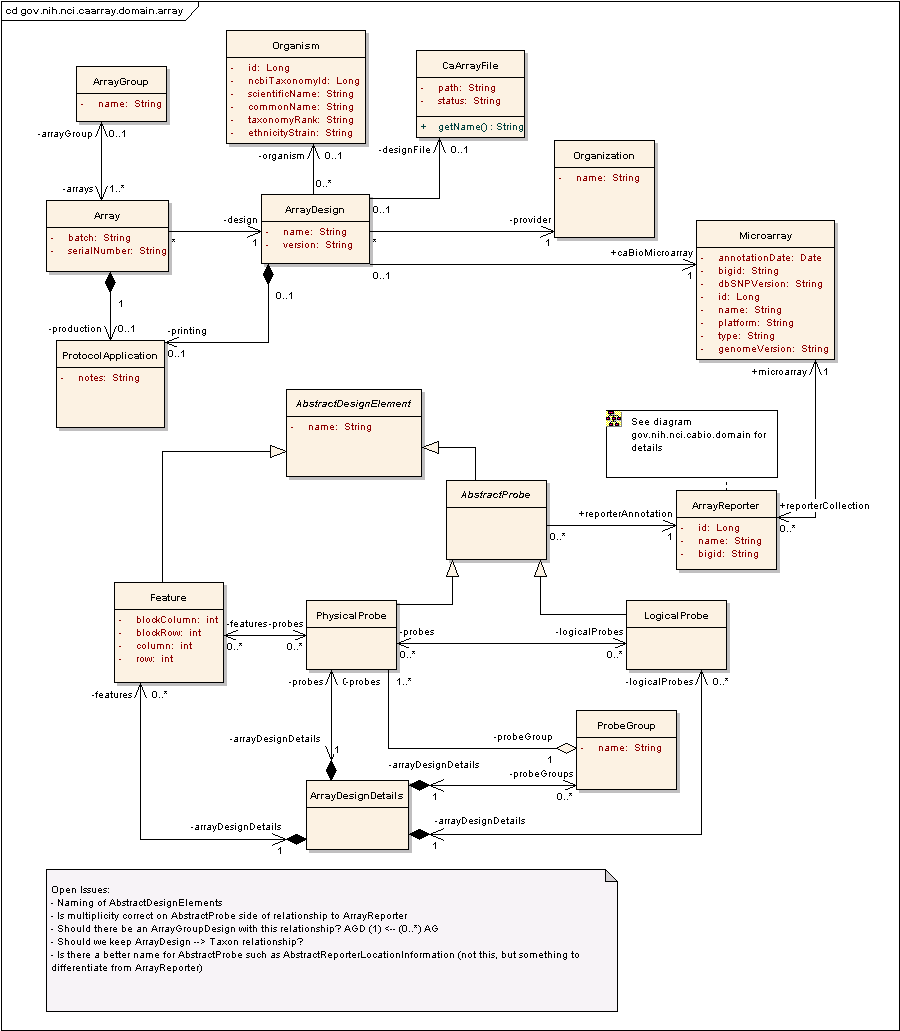 cd gov.nih.nci.caarray.domain.array
Organism
- id: Long
- ncbiTaxonomyId: Long
- scientificName: String
- commonName: String
- taxonomyRank: String
- ethnicityStrain: String
CaArrayFile
- path: String
- status: String
+ getName() : String
ArrayGroup
- name: String
-arrayGroup
0..1
-organism
0..1
-designFile
0..1
Organization
- name: String
-arrays
1..*
0..*
Array
- batch: String
- serialNumber: String
-design
*
1
ArrayDesign
- name: String
- version: String
0..1
-provider
*
1
+caBioMicroarray
0..1
1
Microarray
- annotationDate: Date
- bigid: String
- dbSNPVersion: String
- id: Long
- name: String
- platform: String
- type: String
- genomeVersion: String
1
0..1
-production
0..1
-printing
0..1
ProtocolApplication
- notes: String
+microarray
1
AbstractDesignElement
- name: String
See diagram
gov.nih.nci.cabio.domain for
details
AbstractProbe
+reporterAnnotation
0..*
1
ArrayReporter
- id: Long
- name: String
- bigid: String
+reporterCollection
0..*
Feature
- blockColumn: int
- blockRow: int
- column: int
- row: int
-features
-probes
0..*
0..*
PhysicalProbe
-probes
0..*
-logicalProbes
0..*
LogicalProbe
-features
0..*
-probes
-probes
1..*
-logicalProbes
0..*
-arrayDesignDetails
1
-probeGroup
1
ProbeGroup
- name: String
-arrayDesignDetails
1
-probeGroups
0..*
ArrayDesignDetails
-arrayDesignDetails
1
-arrayDesignDetails
1
Open Issues:
- Naming of AbstractDesignElements
- Is multiplicity correct on AbstractProbe side of relationship to ArrayReporter
- Should there be an ArrayGroupDesign with this relationship? AGD (1) <-- (0..*) AG
- Should we keep ArrayDesign --> Taxon relationship?
- Is there a better name for AbstractProbe such as AbstractReporterLocationInformation (not this, but something to
differentiate from ArrayReporter)